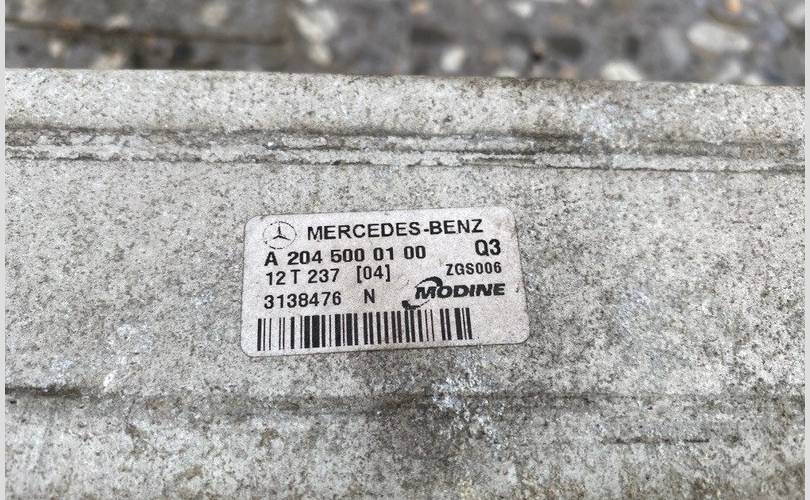 MERCEDES-BENZ
A 204 500 01 00 Q3
12 T 237 [04] ZGS006
3138476 N MODINE